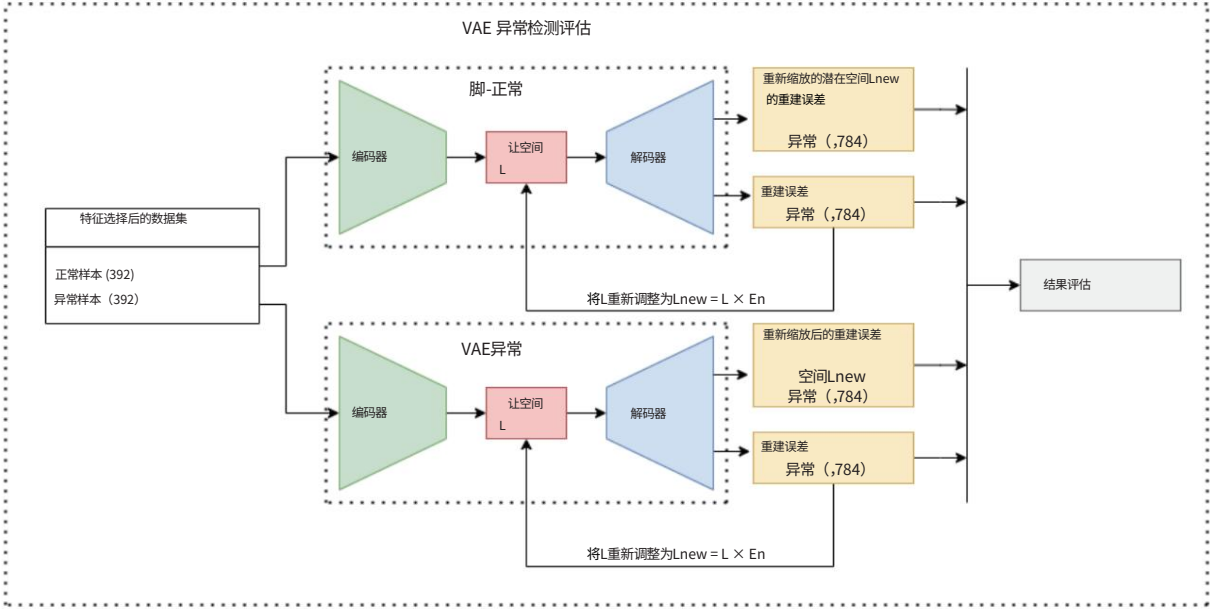 VAE 异常检测评估
脚-正常
编码器
让空间
L
解码器
重新缩放的潜在空间Lnew
的重建误差
异常（,784）
重建误差
异常（,784）
将L重新调整为Lnew = L × En
特征选择后的数据集
正常样本 (392)
异常样本（392）
结果评估
VAE异常
编码器
让空间
L
解码器
重新缩放后的重建误差
空间Lnew
异常（,784）
重建误差
异常（,784）
将L重新调整为Lnew = L × En